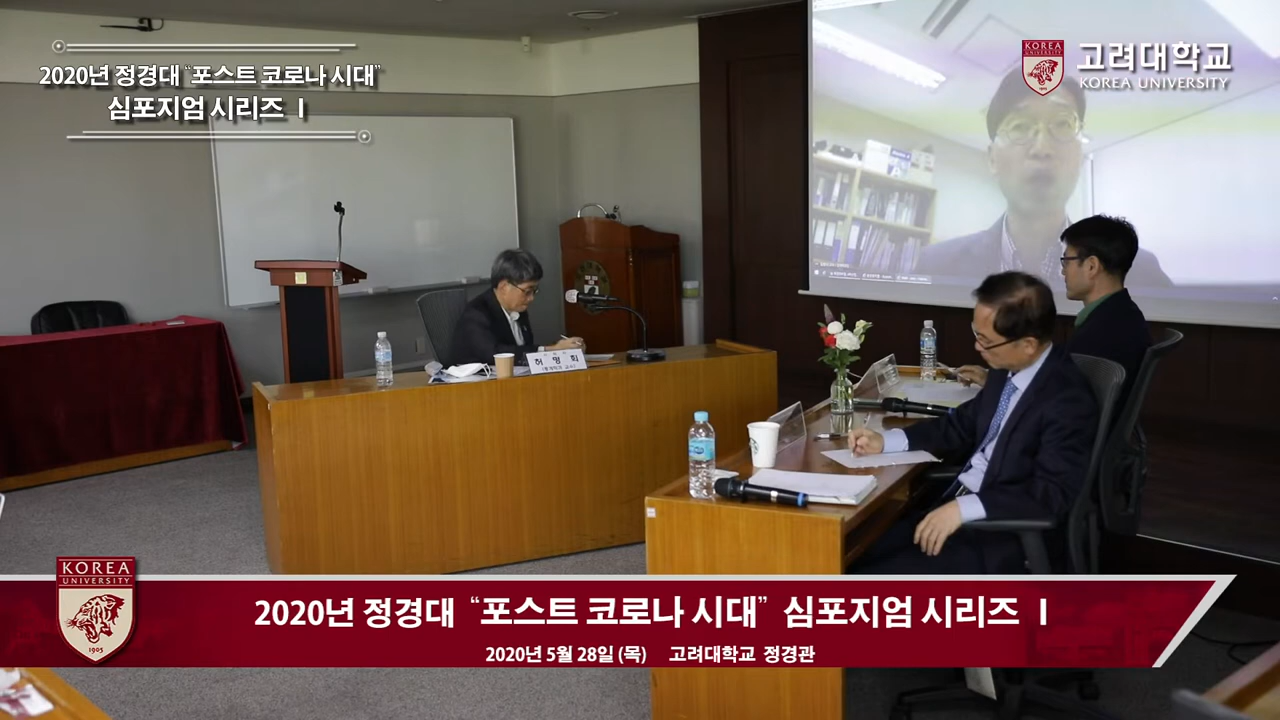 2020년 정경대 “포스트 코로나 시대”
심포지엄 시리즈 Ⅰ
KOREA
UNIVERSITY
1905
고려대학교
KOREA UNIVERSITY
허명회
KOREA
UNIVERSITY
1905
2020년 정경대 “포스트 코로나 시대” 심포지엄 시리즈 Ⅰ
2020년 5월 28일 (목) 고려대학교 정경관